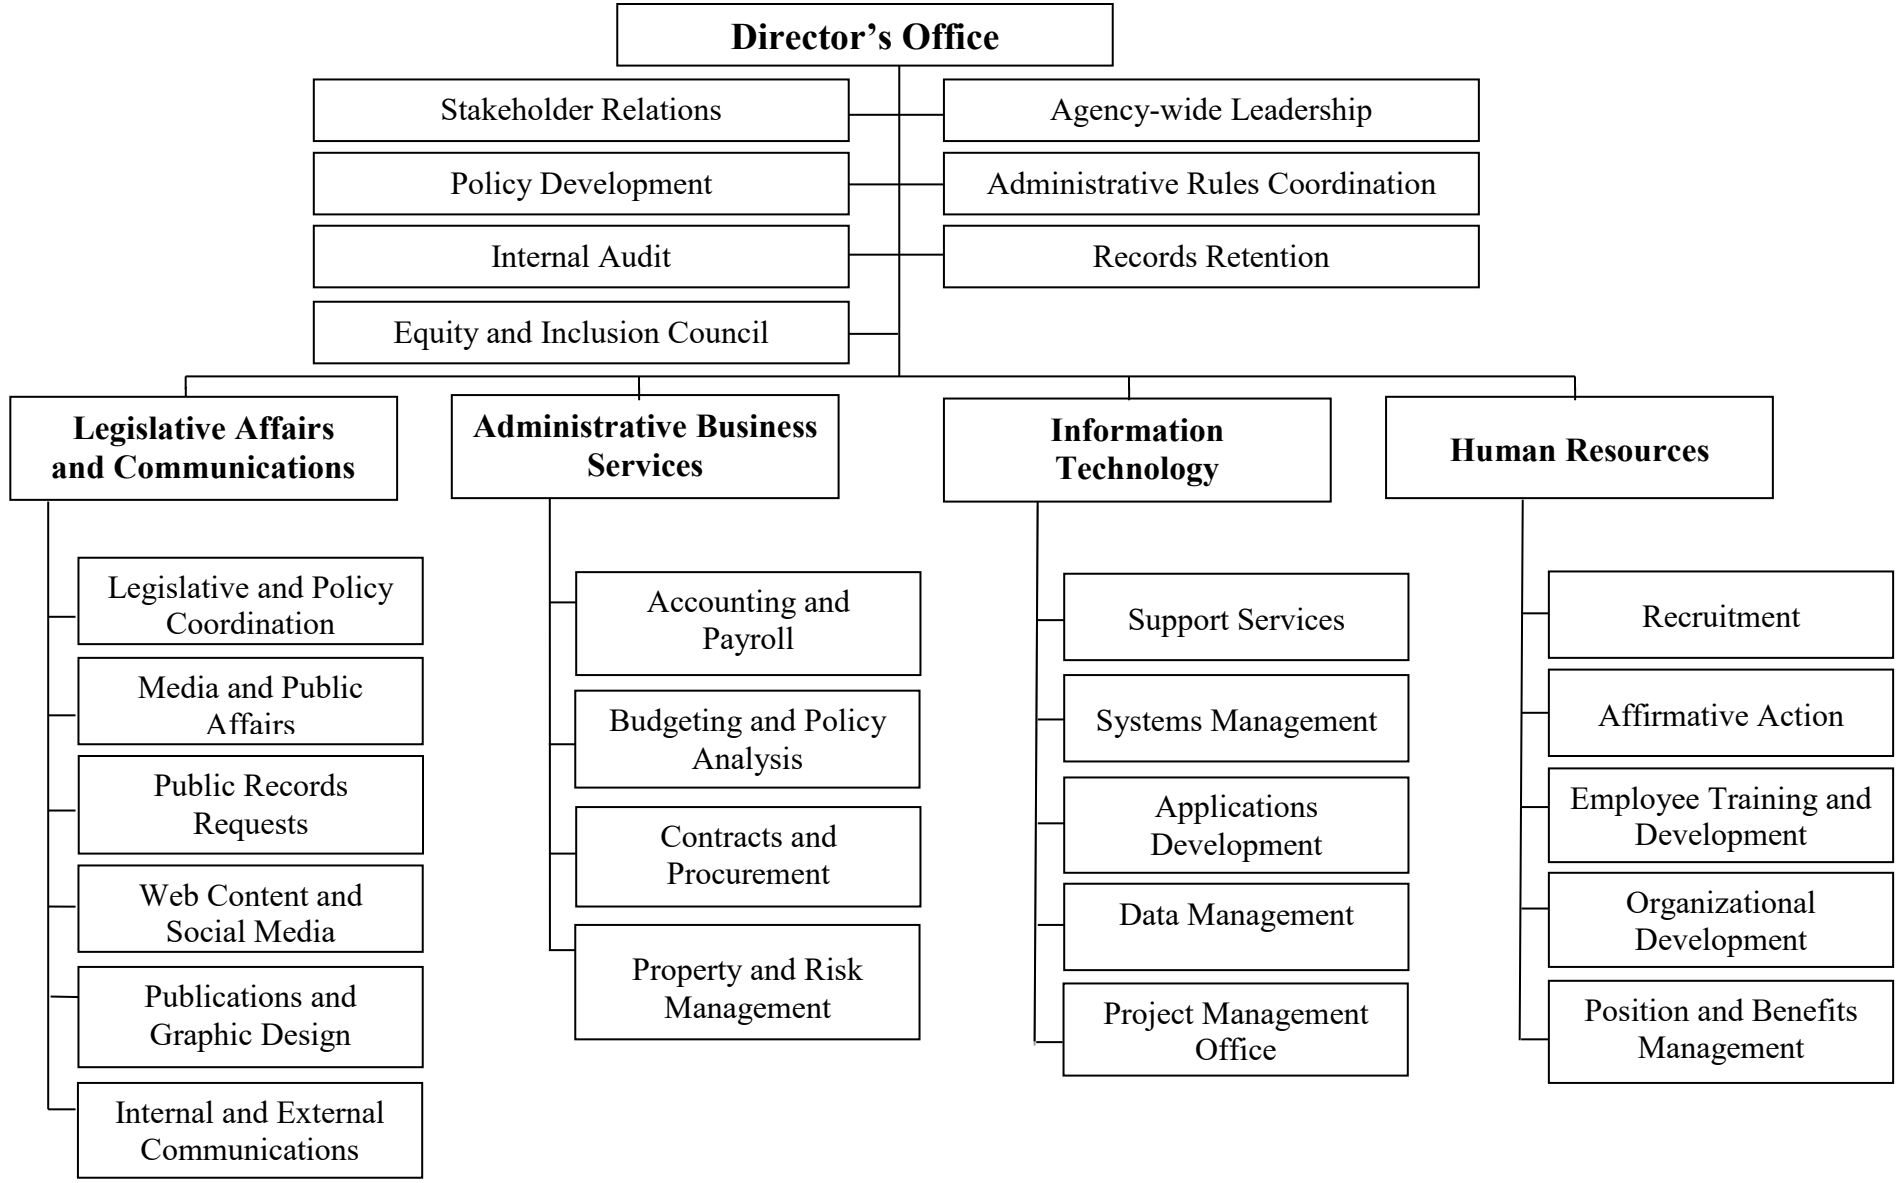 Director’s Office
Stakeholder Relations
Agency-wide Leadership
Policy Development
Administrative Rules Coordination
Internal Audit
Records Retention
Equity and Inclusion Council
Legislative Affairs
and Communications
Legislative and Policy
Coordination
Media and Public
Affairs
Public Records
Requests
Web Content and
Social Media
Publications and
Graphic Design
Internal and External
Communications
Administrative Business
Services
Accounting and
Payroll
Budgeting and Policy
Analysis
Contracts and
Procurement
Property and Risk
Management
Information
Technology
Support Services
Systems Management
Applications
Development
Data Management
Project Management
Office
Human Resources
Recruitment
Affirmative Action
Employee Training and
Development
Organizational
Development
Position and Benefits
Management